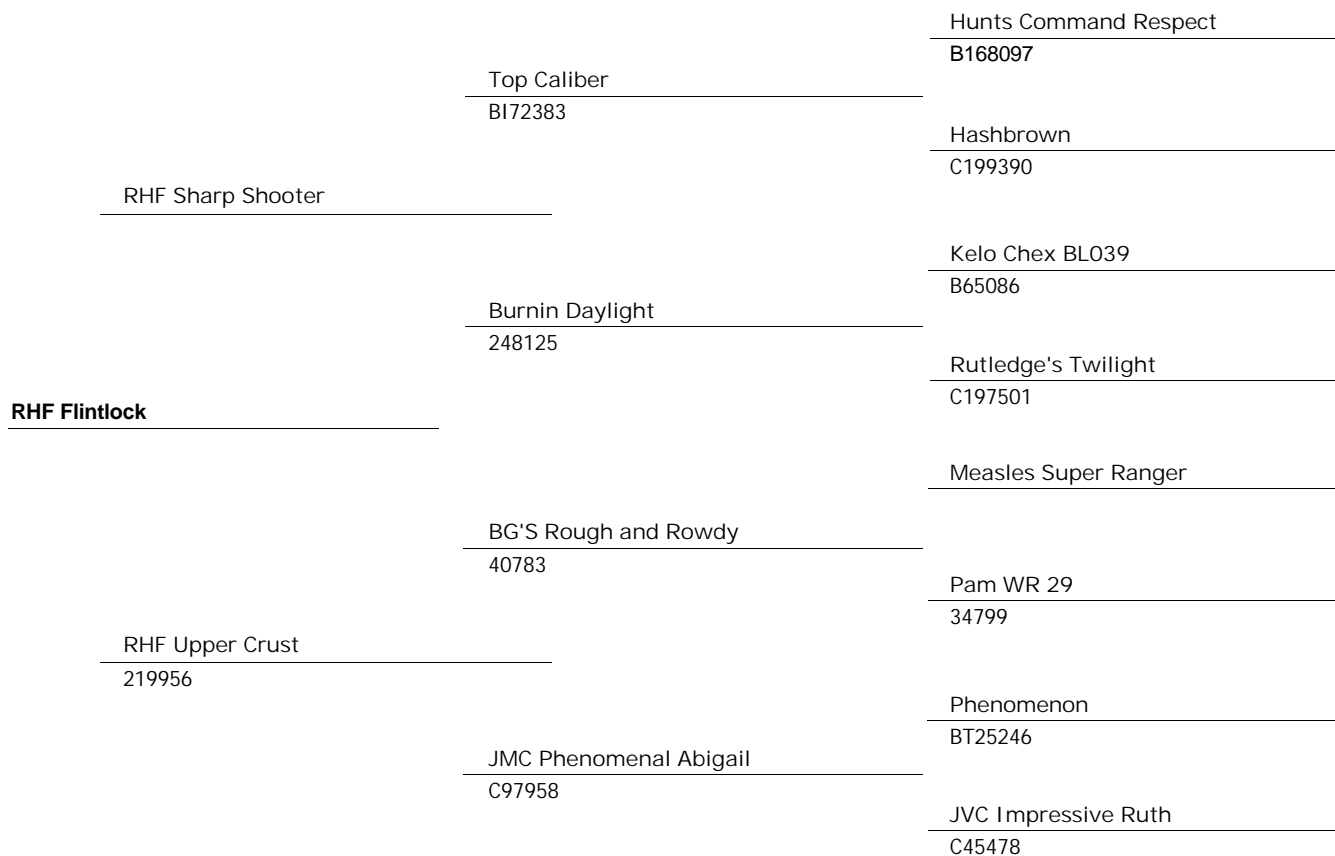 Hunts Command Respect
B168097
Top Caliber
BI72383
Hashbrown
C199390
RHF Sharp Shooter
Kelo Chex BL039
B65086
Burnin Daylight
248125
Rutledge's Twilight
C197501
RHF Flintlock
Measles Super Ranger
BG'S Rough and Rowdy
40783
Pam WR 29
34799
RHF Upper Crust
219956
Phenomenon
BT25246
JMC Phenomenal Abigail
C97958
JVC Impressive Ruth
C45478